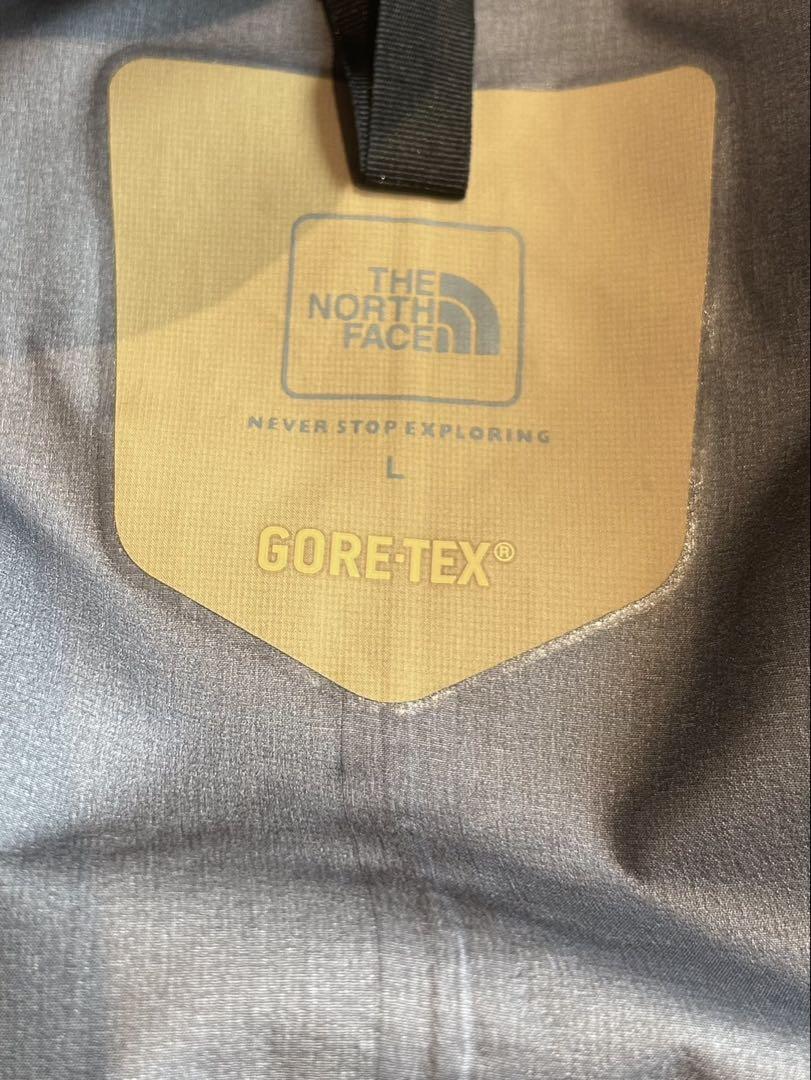 THE
NORTH
FACE
NEVER STOP EXPLORING
L
GORE-TEX®